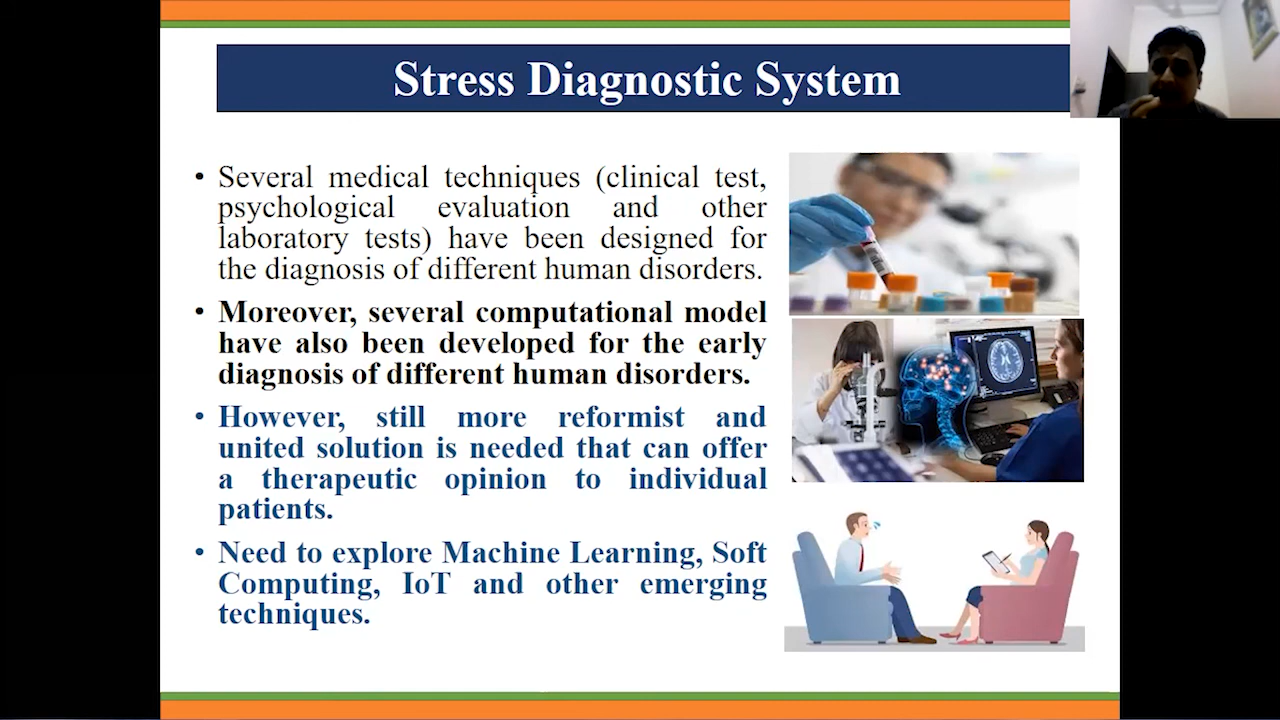 Stress Diagnostic System
• Several medical techniques (clinical test,
psychological evaluation and other
laboratory tests) have been designed for
the diagnosis of different human disorders.
• Moreover, several computational model
have also been developed for the early
diagnosis of different human disorders.
• However, still more reformist and
united solution is needed that can offer
a therapeutic opinion to individual
patients.
• Need to explore Machine Learning, Soft
Computing, IoT and other emerging
techniques.